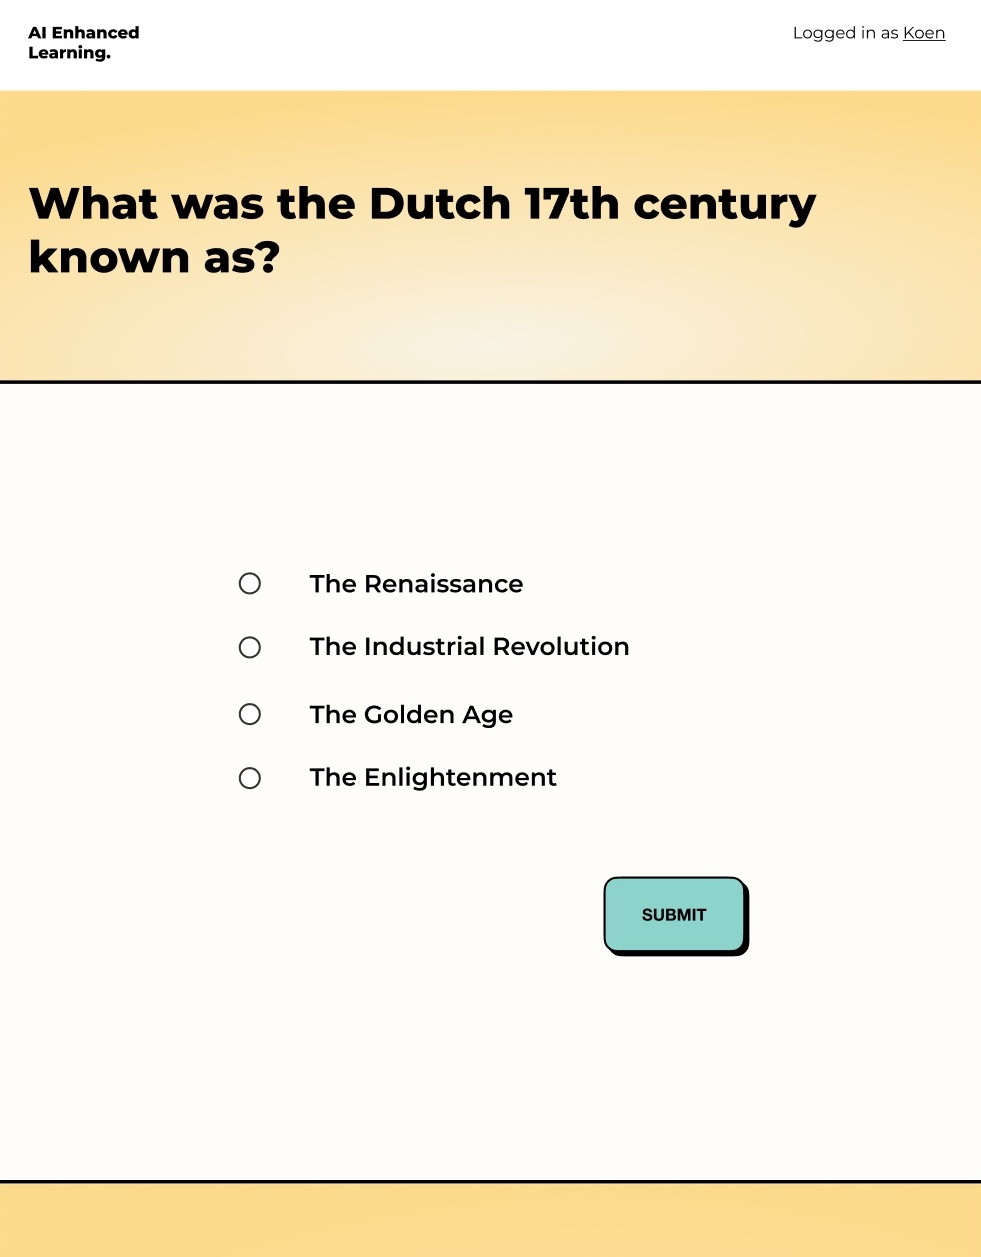 AI Enhanced
Learning.
Logged in as Koen
What was the Dutch 17th century
known as?
The Renaissance
The Industrial Revolution
The Golden Age
The Enlightenment
SUBMIT